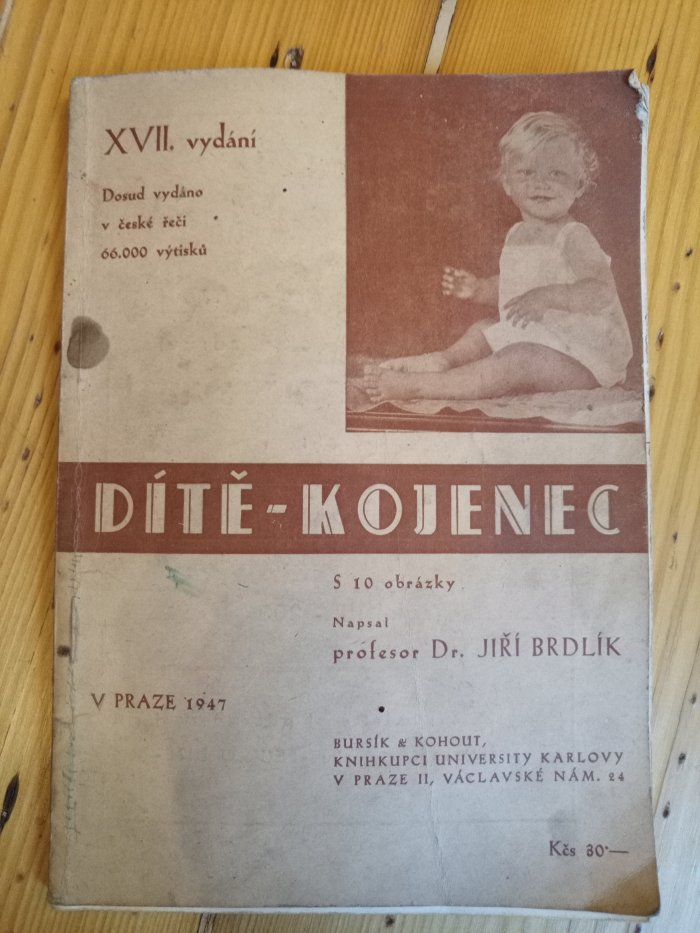 XVII. vydání
Dosud vydáno
v české řeči
66.000 výtisků
DÍTĚ-KOJENEC
S 10 obrázky
Napsal
profesor Dr. JIŘÍ BRDLÍK
V PRAZE 1947
BURSÍK & KOHOUT,
KNIHKUPCI UNIVERSITY KARLOVY
V PRAZE II, VÁCLAVSKÉ NÁM. 24
Kčs 30·—